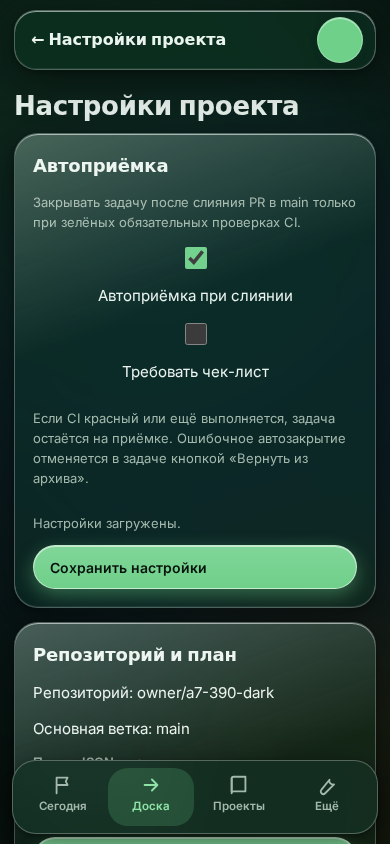 ← Настройки проекта
Настройки проекта
Автоприёмка
Закрывать задачу после слияния PR в main только
при зелёных обязательных проверках CI.
Автоприёмка при слиянии
Требовать чек-лист
Если CI красный или ещё выполняется, задача
остаётся на приёмке. Ошибочное автозакрытие
отменяется в задаче кнопкой «Вернуть из
архива».
Настройки загружены.
Сохранить настройки
Репозиторий и план
Репозиторий: owner/a7-390-dark
Основная ветка: main
Сегодня
Доска
Проекты
Ещё